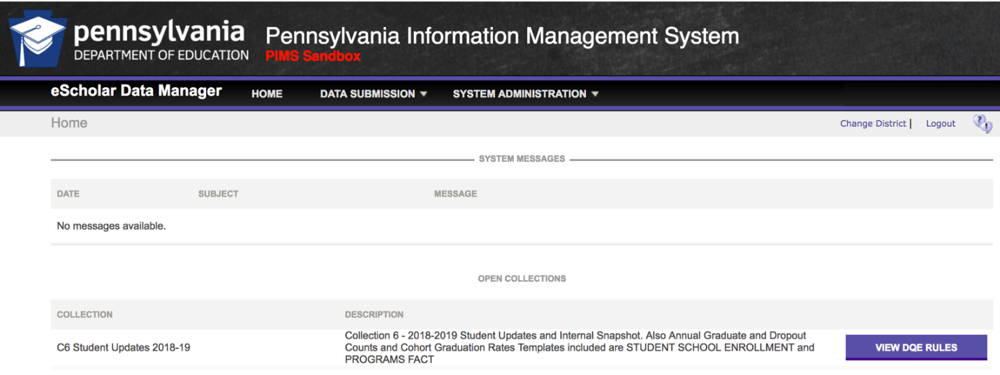 pennsylvania
DEPARTMENT OF EDUCATION
Pennsylvania Information Management System
PIMS Sandbox
eScholar Data Manager HOME DATA SUBMISSION SYSTEM ADMINISTRATION
Home Change District | Logout
SYSTEM MESSAGES
DATE SUBJECT MESSAGE
No messages available.
OPEN COLLECTIONS
COLLECTION DESCRIPTION
C6 Student Updates 2018-19
Collection 6 - 2018-2019 Student Updates and Internal Snapshot. Also Annual Graduate and Dropout
Counts and Cohort Graduation Rates Templates included are STUDENT SCHOOL ENROLLMENT and
PROGRAMS FACT
VIEW DQE RULES